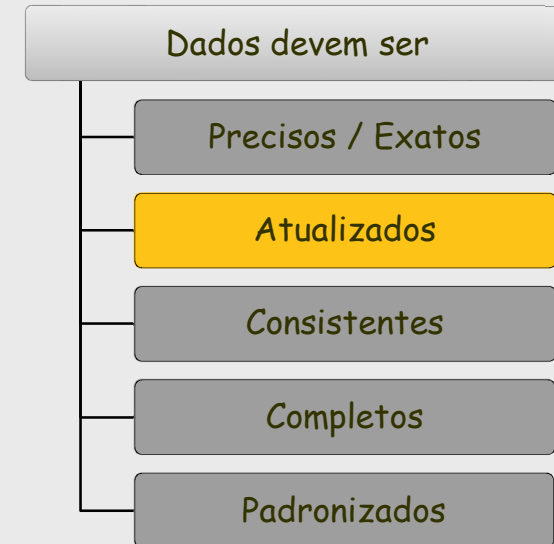 Dados devem ser
Precisos / Exatos
Atualizados
Consistentes
Completos
Padronizados